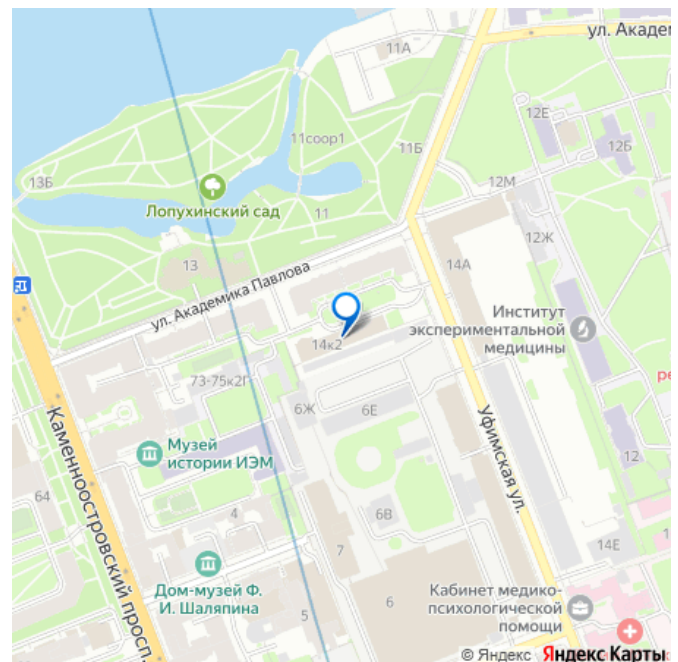 11А
ул. Акаде
12Е
11соор1
11Б
12Б
13Б
12М
Лопухинский сад
11
12Ж
13
14А
ул. Академика Павлова
Институт
экспериментальной
медицины
14к2
73-75к2Г
ре
6Ж
6Е
Каменноостровский просп.
Уфимская ул.
Музей
истории ИЭМ
12
64
4
6В
7
14Е
Дом-музей Ф.
И. Шаляпина
6
Кабинет медико-
психологической
помощи
© Яндекс Яндекс Карты